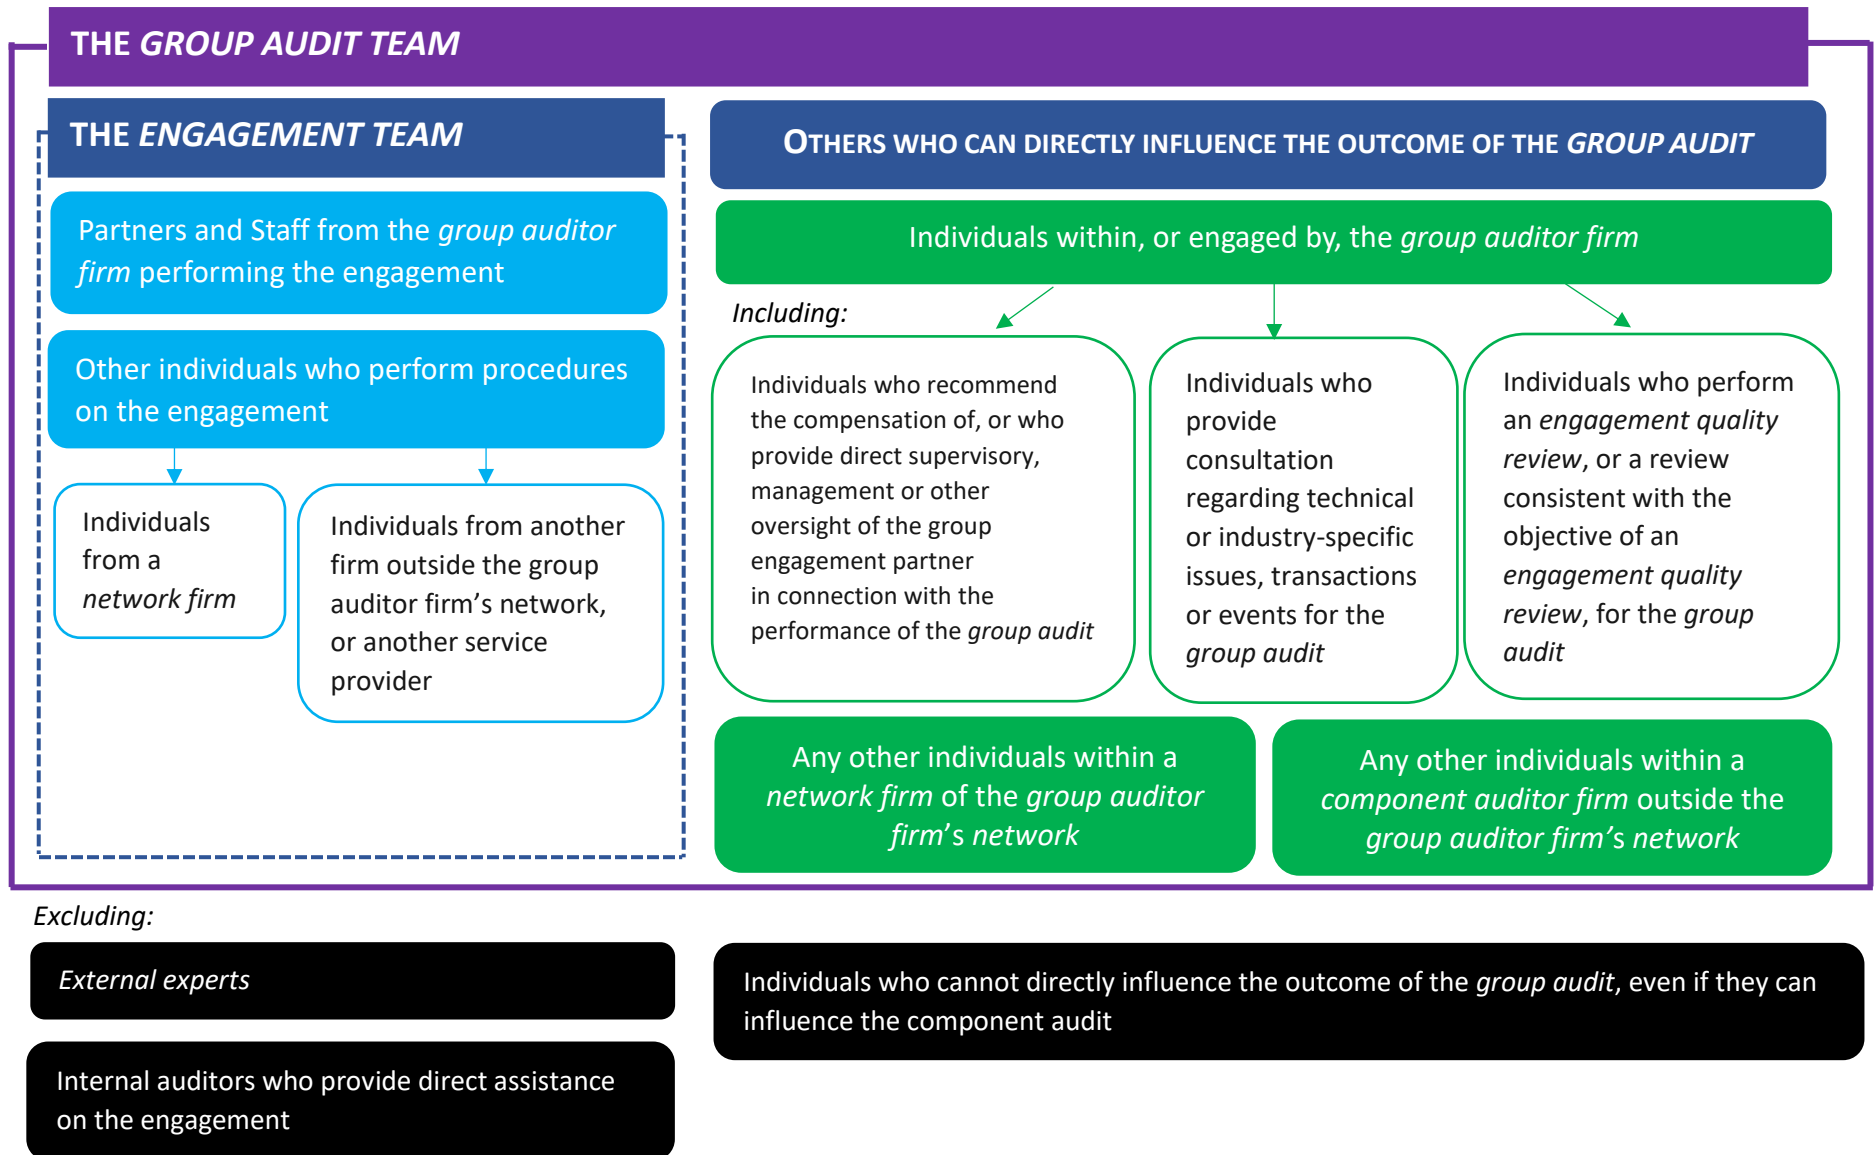 THE GROUP AUDIT TEAM
THE ENGAGEMENT TEAM
Partners and Staff from the group auditor
firm performing the engagement
Other individuals who perform procedures
on the engagement
Individuals
from a
network firm
Individuals from another
firm outside the group
auditor firm's network,
or another service
provider
OTHERS WHO CAN DIRECTLY INFLUENCE THE OUTCOME OF THE GROUP AUDIT
Individuals within, or engaged by, the group auditor firm
Including:
Individuals who recommend
the compensation of, or who
provide direct supervisory,
management or other
oversight of the group
engagement partner
in connection with the
performance of the group audit
Individuals who
provide
consultation
regarding technical
or industry-specific
issues, transactions
or events for the
group audit
Individuals who perform
an engagement quality
review, or a review
consistent with the
objective of an
engagement quality
review, for the group
audit
Any other individuals within a
network firm of the group auditor
firm's network
Any other individuals within a
component auditor firm outside the
group auditor firm's network
Excluding:
External experts
Internal auditors who provide direct assistance
on the engagement
Individuals who cannot directly influence the outcome of the group audit, even if they can
influence the component audit